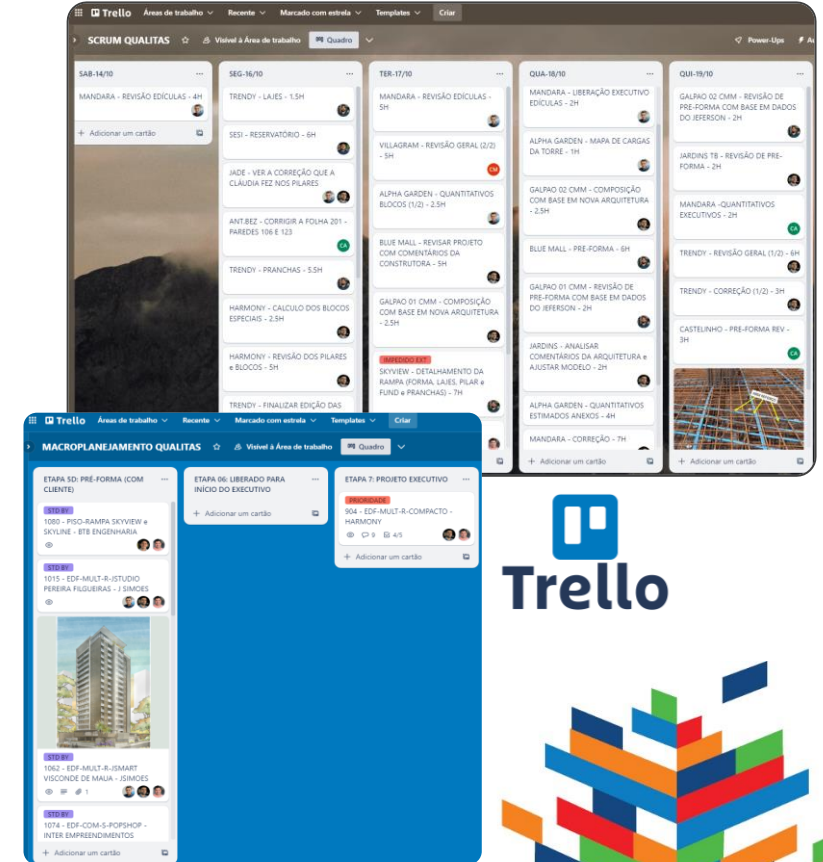 Trello Áreas de trabalho Recente Marcado com estrela Templates Criar
SCRUM QUALITAS Visível à Área de trabalho Quadro Power-Ups
SAB-14/10
MANDARA - REVISÃO EDÍCULAS - 4H
+ Adicionar um cartão
SEG-16/10
TRENDY - LAJES - 1.5H
SESI - RESERVATÓRIO - 6H
JADE - VER A CORREÇÃO QUE A
CLÁUDIA FEZ NOS PILARES
ANT.BEZ - CORRIGIR A FOLHA 201 -
PAREDES 106 E 123
CA
TRENDY - PRANCHAS - 5.5H
HARMONY - CALCULO DOS BLOCOS
ESPECIAIS - 2.5H
HARMONY - REVISÃO DOS PILARES
e BLOCOS - 5H
TRENDY - FINALIZAR EDIÇÃO DAS
TER-17/10
MANDARA - REVISÃO EDÍCULAS -
5H
VILLAGRAM - REVISÃO GERAL (2/2)
- 5H
CM
ALPHA GARDEN - QUANTITATIVOS
BLOCOS (1/2) - 2.5H
BLUE MALL - REVISAR PROJETO
COM COMENTÁRIOS DA
CONSTRUTORA - 5H
GALPAO 01 CMM - COMPOSIÇÃO
COM BASE EM NOVA ARQUITETURA
- 2.5H
IMPEDIDO EXT
SKYVIEW - DETALHAMENTO DA
RAMPA (FORMA, LAJES, PILAR e
FUND e PRANCHAS) - 7H
QUA-18/10
MANDARA - LIBERAÇÃO EXECUTIVO
EDÍCULAS - 2H
ALPHA GARDEN - MAPA DE CARGAS
DA TORRE - 1H
GALPAO 02 CMM - COMPOSIÇÃO
COM BASE EM NOVA ARQUITETURA
- 2.5H
BLUE MALL - PRE-FORMA - 6H
GALPAO 01 CMM - REVISÃO DE
PRE-FORMA COM BASE EM DADOS
DO JEFERSON - 2H
JARDINS - ANALISAR
COMENTÁRIOS DA ARQUITETURA e
AJUSTAR MODELO - 2H
ALPHA GARDEN - QUANTITATIVOS
ESTIMADOS ANEXOS - 4H
MANDARA - CORREÇÃO - 7H
+ Adicionar um cartão
QUI-19/10
GALPAO 02 CMM - REVISÃO DE
PRE-FORMA COM BASE EM DADOS
DO JEFERSON - 2H
JARDINS TB - REVISÃO DE PRE-
FORMA - 2H
MANDARA -QUANTITATIVOS
EXECUTIVOS - 2H
CA
TRENDY - REVISÃO GERAL (1/2) - 6H
TRENDY - CORREÇÃO (1/2) - 3H
CASTELINHO - PRE-FORMA REV -
3H
CA
+ Adicionar um cartão
Trello Áreas de trabalho Recente Marcado com estrela Templates Criar
MACROPLANEJAMENTO QUALITAS Visível à Área de trabalho Quadro
ETAPA 5D: PRÉ-FORMA (COM
CLIENTE)
STD BY
1080 - PISO-RAMPA SKYVIEW e
SKYLINE - BTB ENGENHARIA
STD BY
1015 - EDF-MULT-R-JSTUDIO
PEREIRA FILGUEIRAS - J SIMOES
STD BY
1062 - EDF-MULT-R-JSMART
VISCONDE DE MAUA - JSIMOES
1
STD BY
1074 - EDF-COM-S-POPSHOP -
INTER EMPREENDIMENTOS
+ Adicionar um cartão
ETAPA 06: LIBERADO PARA
INÍCIO DO EXECUTIVO
+ Adicionar um cartão
ETAPA 7: PROJETO EXECUTIVO
PRIORIDADE
904 - EDF-MULT-R-COMPACTO -
HARMONY
9 4/5
+ Adicionar um cartão
Trello